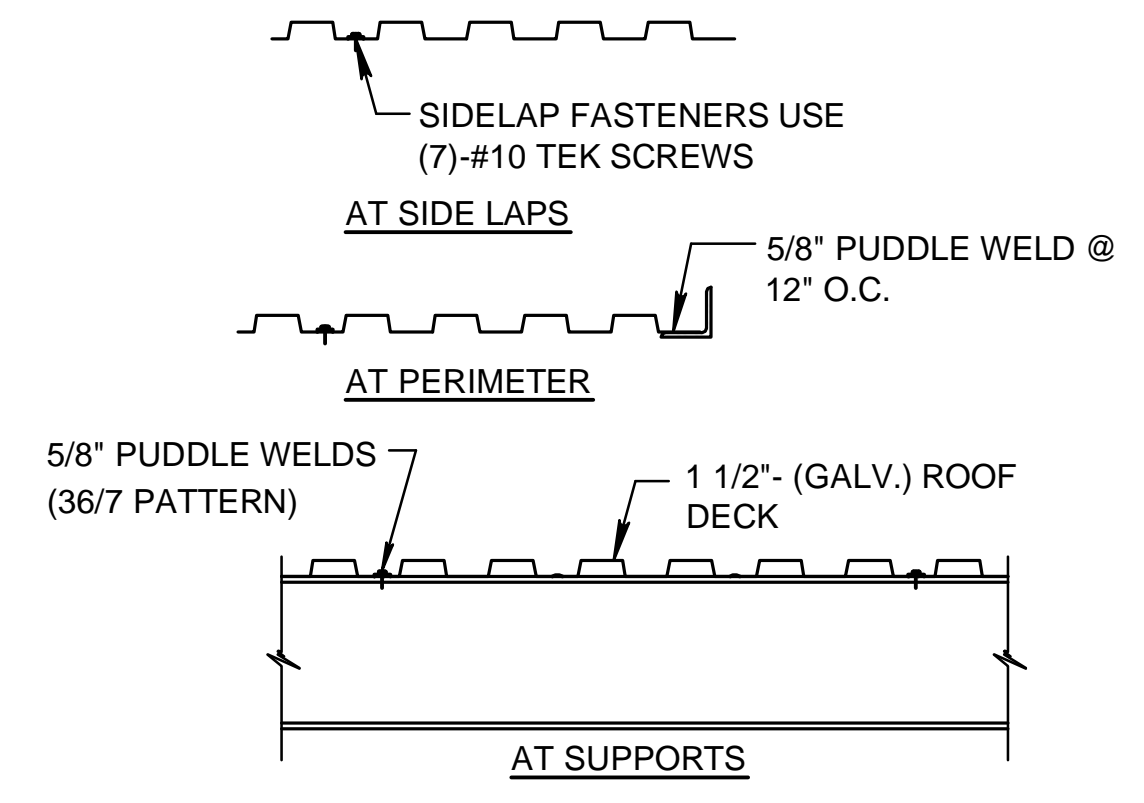 SIDELAP FASTENERS USE
(7)-#10 TEK SCREWS
AT SIDE LAPS
5/8" PUDDLE WELD @
12" O.C.
AT PERIMETER
5/8" PUDDLE WELDS
(36/7 PATTERN)
1 1/2"- (GALV.) ROOF
DECK
AT SUPPORTS